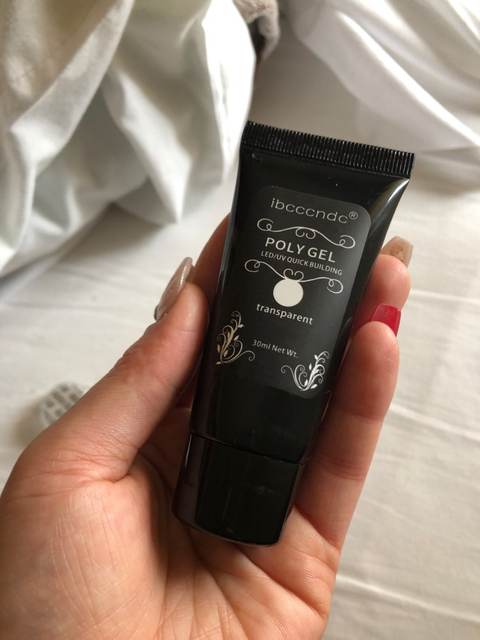 ibcccndc®
POLY GEL
LED/UV QUICK BUILDING
transparent
30ml Net Wt.